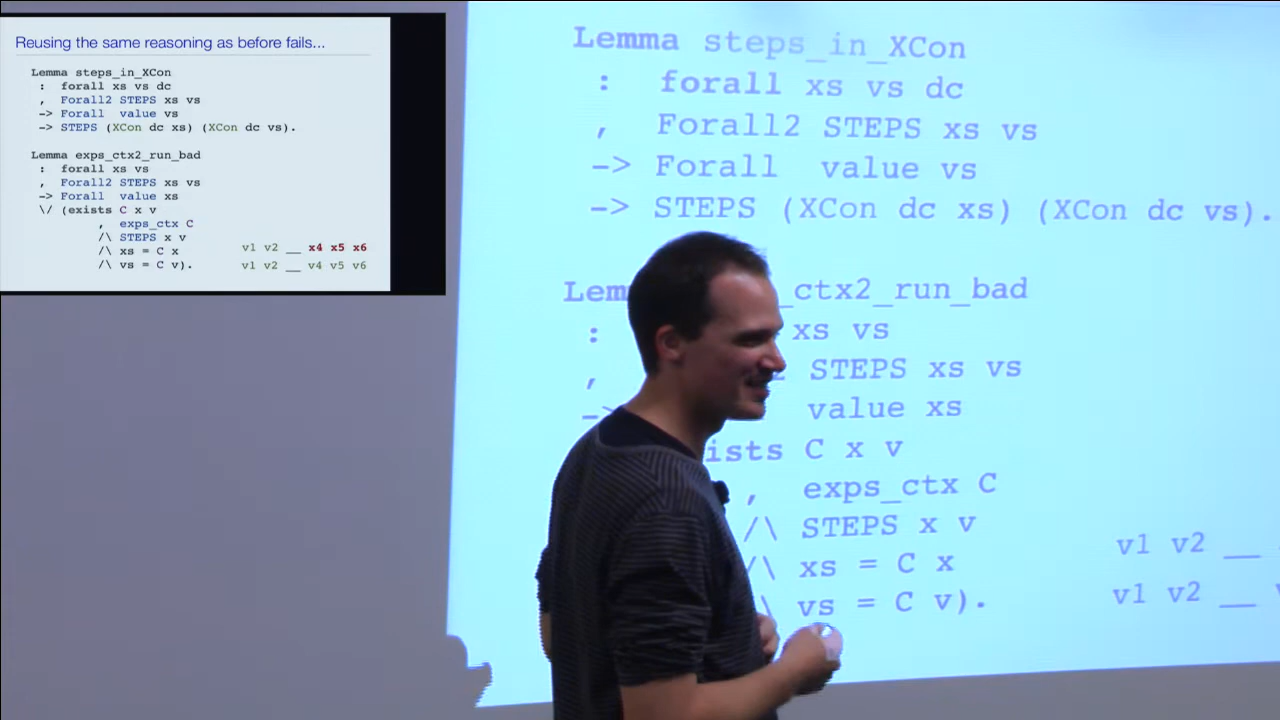 Reusing the same reasoning as before fails...
Lemma steps_in_XCon
: forall xs vs dc
, Forall2 STEPS xs vs
-> Forall value vs
-> STEPS (XCon dc xs) (XCon dc vs).
Lemma exps_ctx2_run_bad
: forall xs vs
, Forall2 STEPS xs vs
-> Forall value xs
\/ (exists C x v
, exps_ctx C
/\ STEPS x v
/\ xs = C x v1 v2 __ x4 x5 x6
/\ vs = C v). v1 v2 __ v4 v5 v6
Lemma steps_in_XCon
: forall xs vs dc
, Forall2 STEPS xs vs
-> Forall value vs
-> STEPS (XCon dc xs) (XCon dc vs).
Lem _ctx2_run_bad
: xs vs
, 2 STEPS xs vs
-> value xs
ists C x v
, exps_ctx C
/\ STEPS x v
/\ xs = C x v1 v2 __
\ vs = C v). v1 v2 __